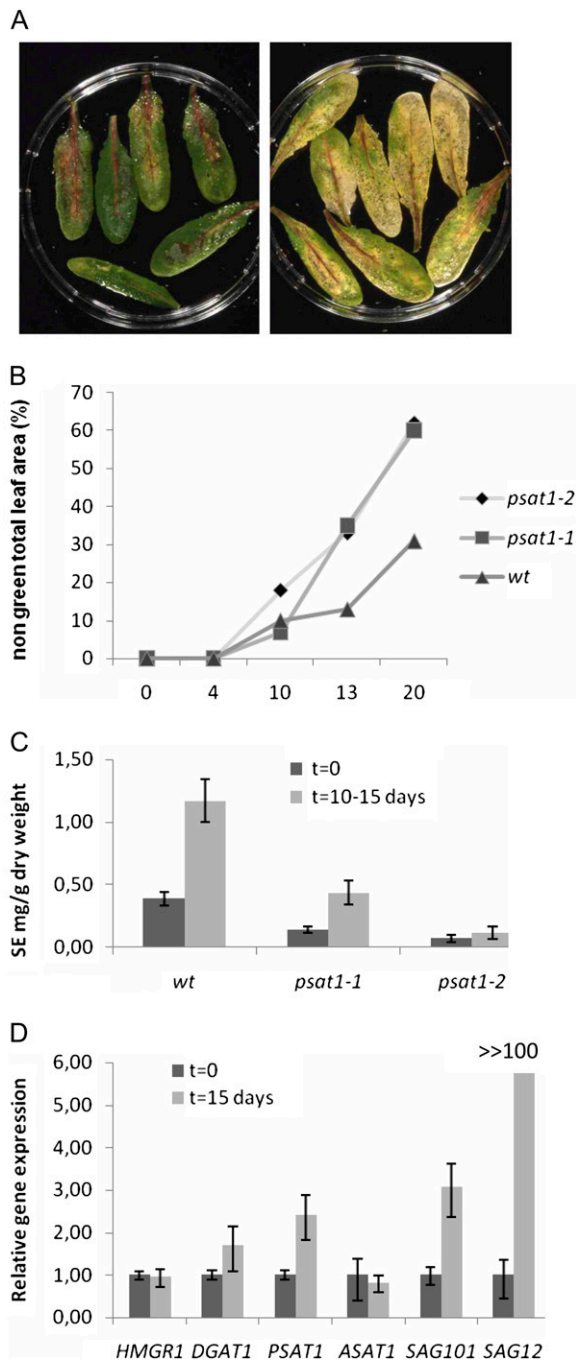 A
B
non green total leaf area (%)
70
60
50
40
30
20
10
0
0 4 10 13 20
psat1-2
psat1-1
wt
C
SE mg/g dry weight
1,50
1,00
0,50
0,00
t=0
t=10-15 days
wt psat1-1 psat1-2
D
Relative gene expression
6,00
5,00
4,00
3,00
2,00
1,00
0,00
t=0
t=15 days
>>100
HMGR1 DGAT1 PSAT1 ASAT1 SAG101 SAG12